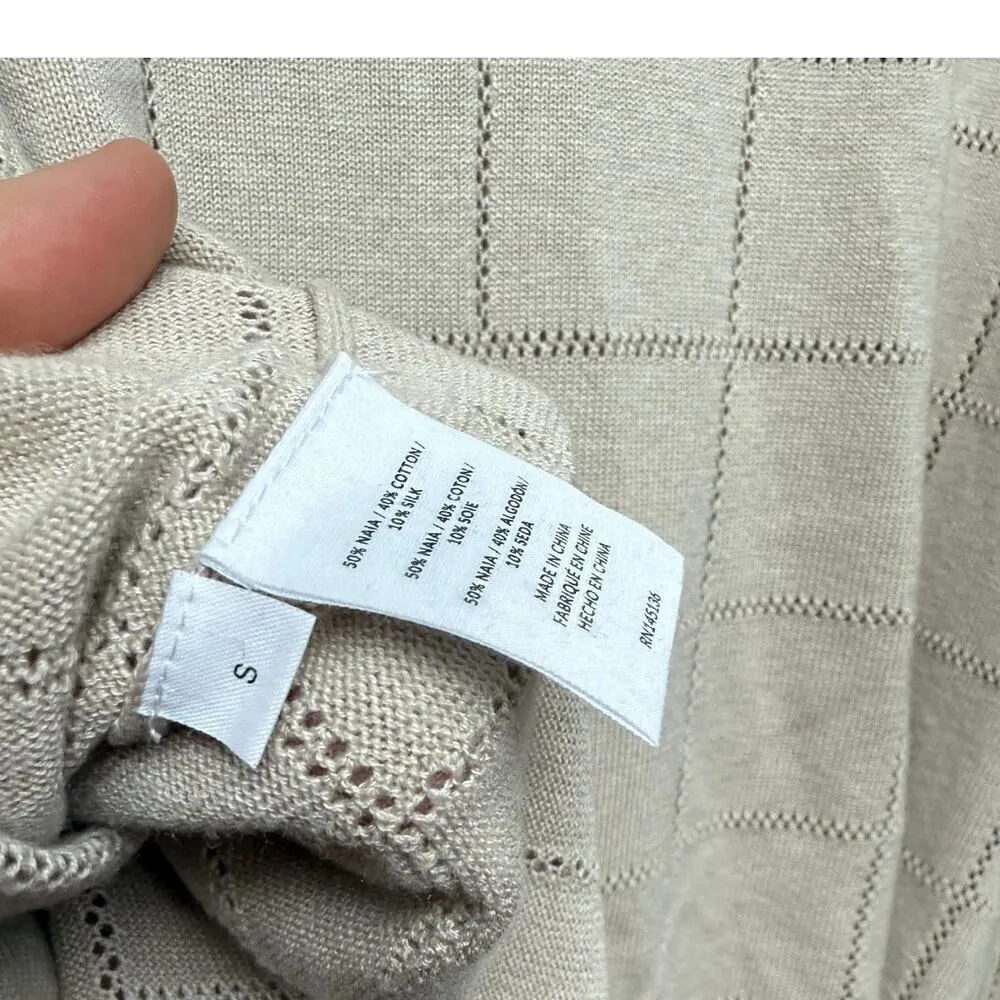 50% NAIA / 40% COTTON /
10% SILK
50% NAIA / 40% COTON /
10% SOIE
50% NAIA / 40% ALGODÓN /
10% SEDA
MADE IN CHINA
FABRIQUÉ EN CHINE
HECHO EN CHINA
RN145136
S